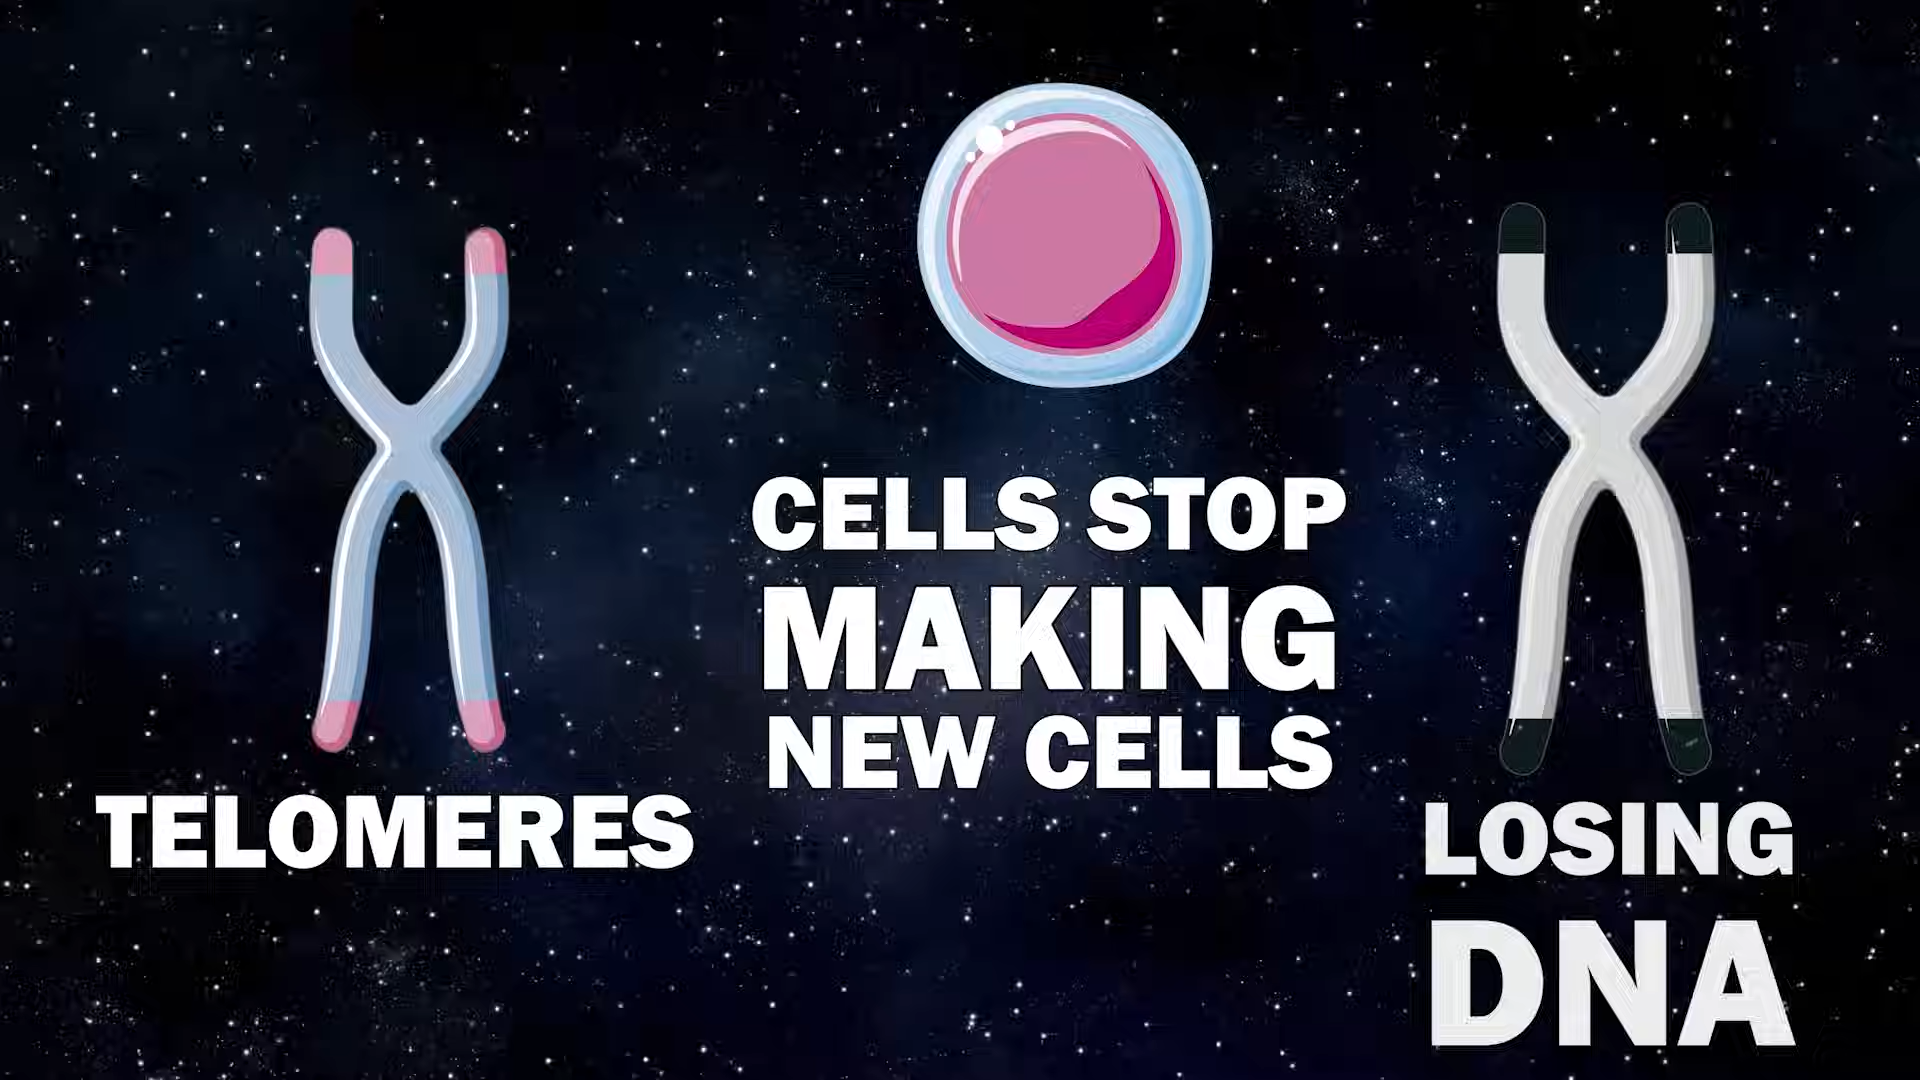 TELOMERES
CELLS STOP
MAKING
NEW CELLS
LOSING
DNA